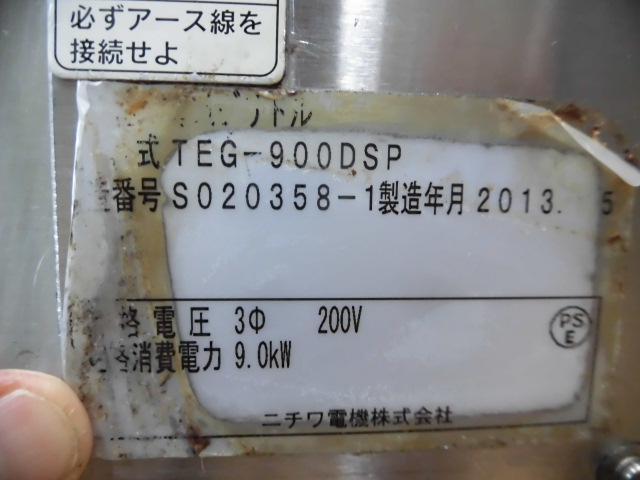 必ずアース線を
接続せよ
ドル
式 TEG-900DSP
番号 S020358-1 製造年月 2013. 5
格電圧 3Φ 200V
消費電力 9.0kW
PS
E
ニチワ電機株式会社